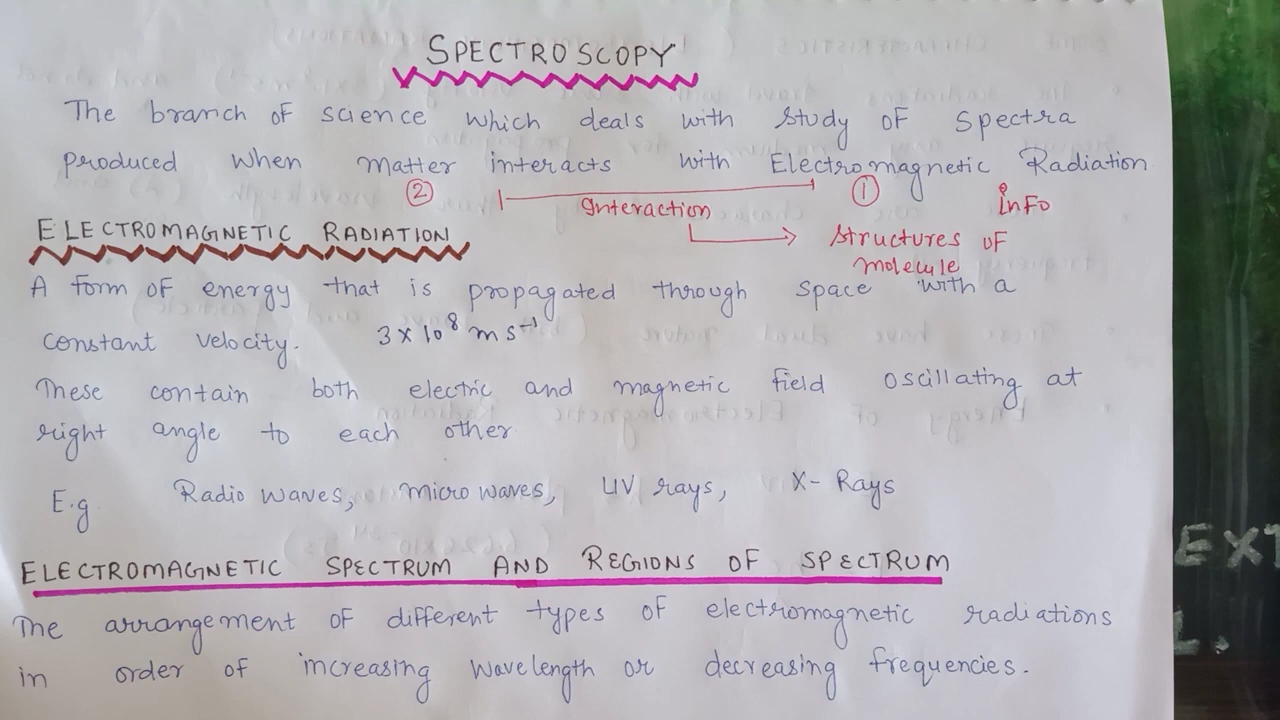 SPECTROSCOPY
The branch of science which deals with study of spectra
produced when matter interacts with Electromagnetic Radiation.
② Interaction ① info
ELECTROMAGNETIC RADIATION
structures of
molecule
A form of energy that is propagated through space with a
constant velocity. 3 x 10⁸ m s⁻¹
These contain both electric and magnetic field oscillating at
right angle to each other.
E.g Radio waves, micro waves, UV rays, X-Rays
ELECTROMAGNETIC SPECTRUM AND REGIONS OF SPECTRUM
The arrangement of different types of electromagnetic radiations
in order of increasing wavelength or decreasing frequencies.